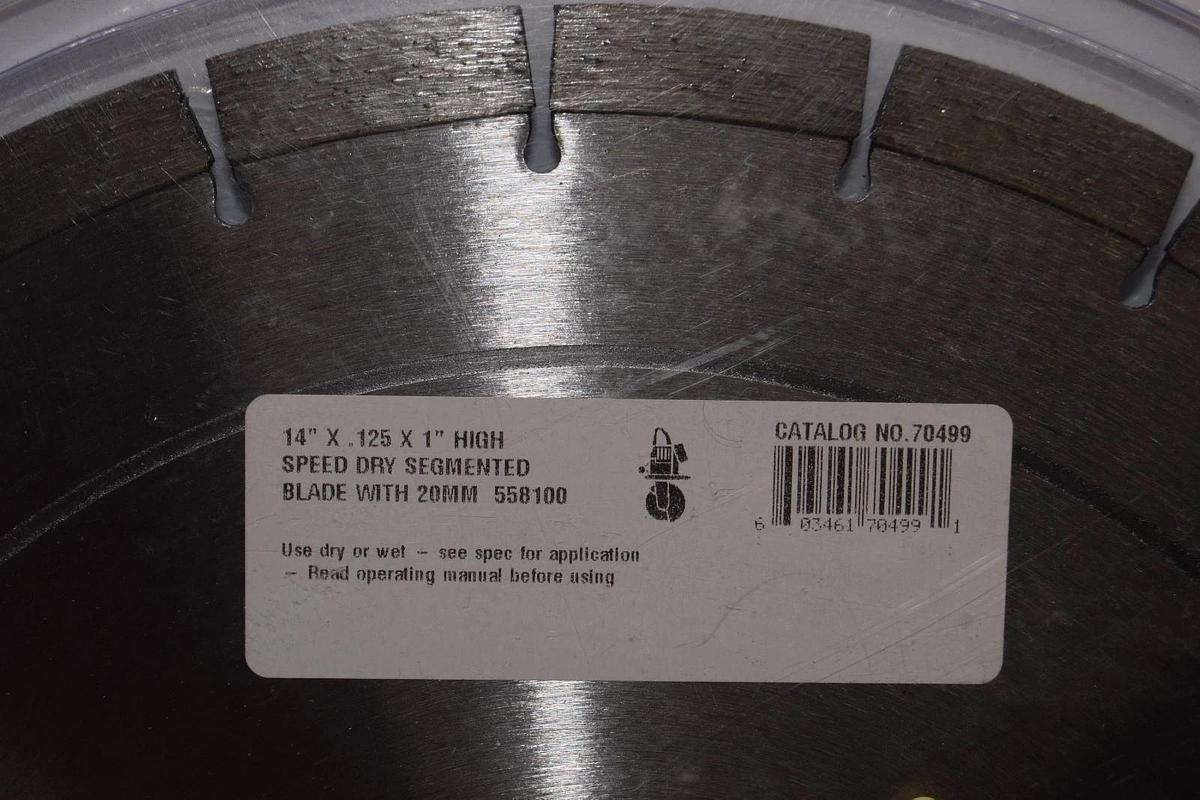 14" X .125 X 1" HIGH
SPEED DRY SEGMENTED
BLADE WITH 20MM 558100
Use dry or wet – see spec for application
– Read operating manual before using
CATALOG NO.70499
6 03461 70499 1